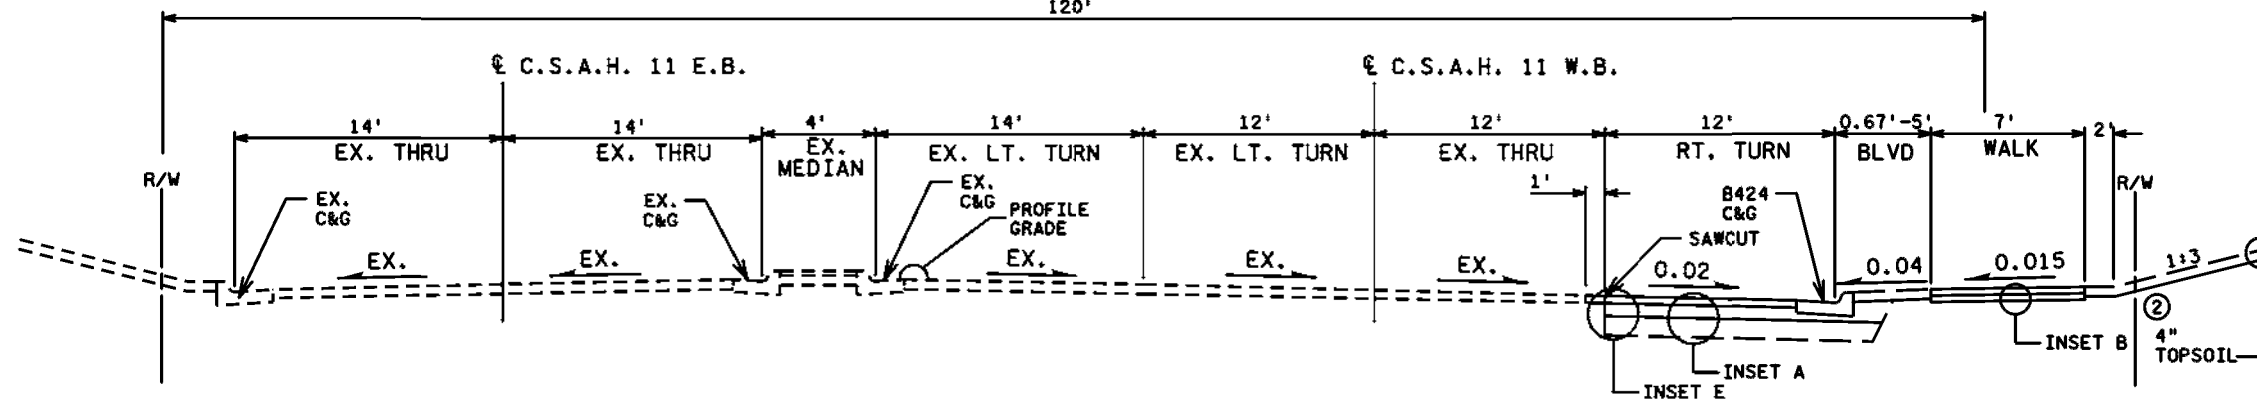 120'
℄ C.S.A.H. 11 E.B.
℄ C.S.A.H. 11 W.B.
14'
EX. THRU
14'
EX. THRU
4'
EX.
MEDIAN
14'
EX. LT. TURN
12'
EX. LT. TURN
12'
EX. THRU
12'
RT. TURN
0.67'-5'
BLVD
7'
WALK
2'
R/W
R/W
EX.
C&G
EX.
C&G
EX.
C&G
PROFILE
GRADE
1'
B424
C&G
SAWCUT
EX.
EX.
EX.
EX.
EX.
0.02
0.04
0.015
1:3
2
4"
TOPSOIL
INSET B
INSET A
INSET E